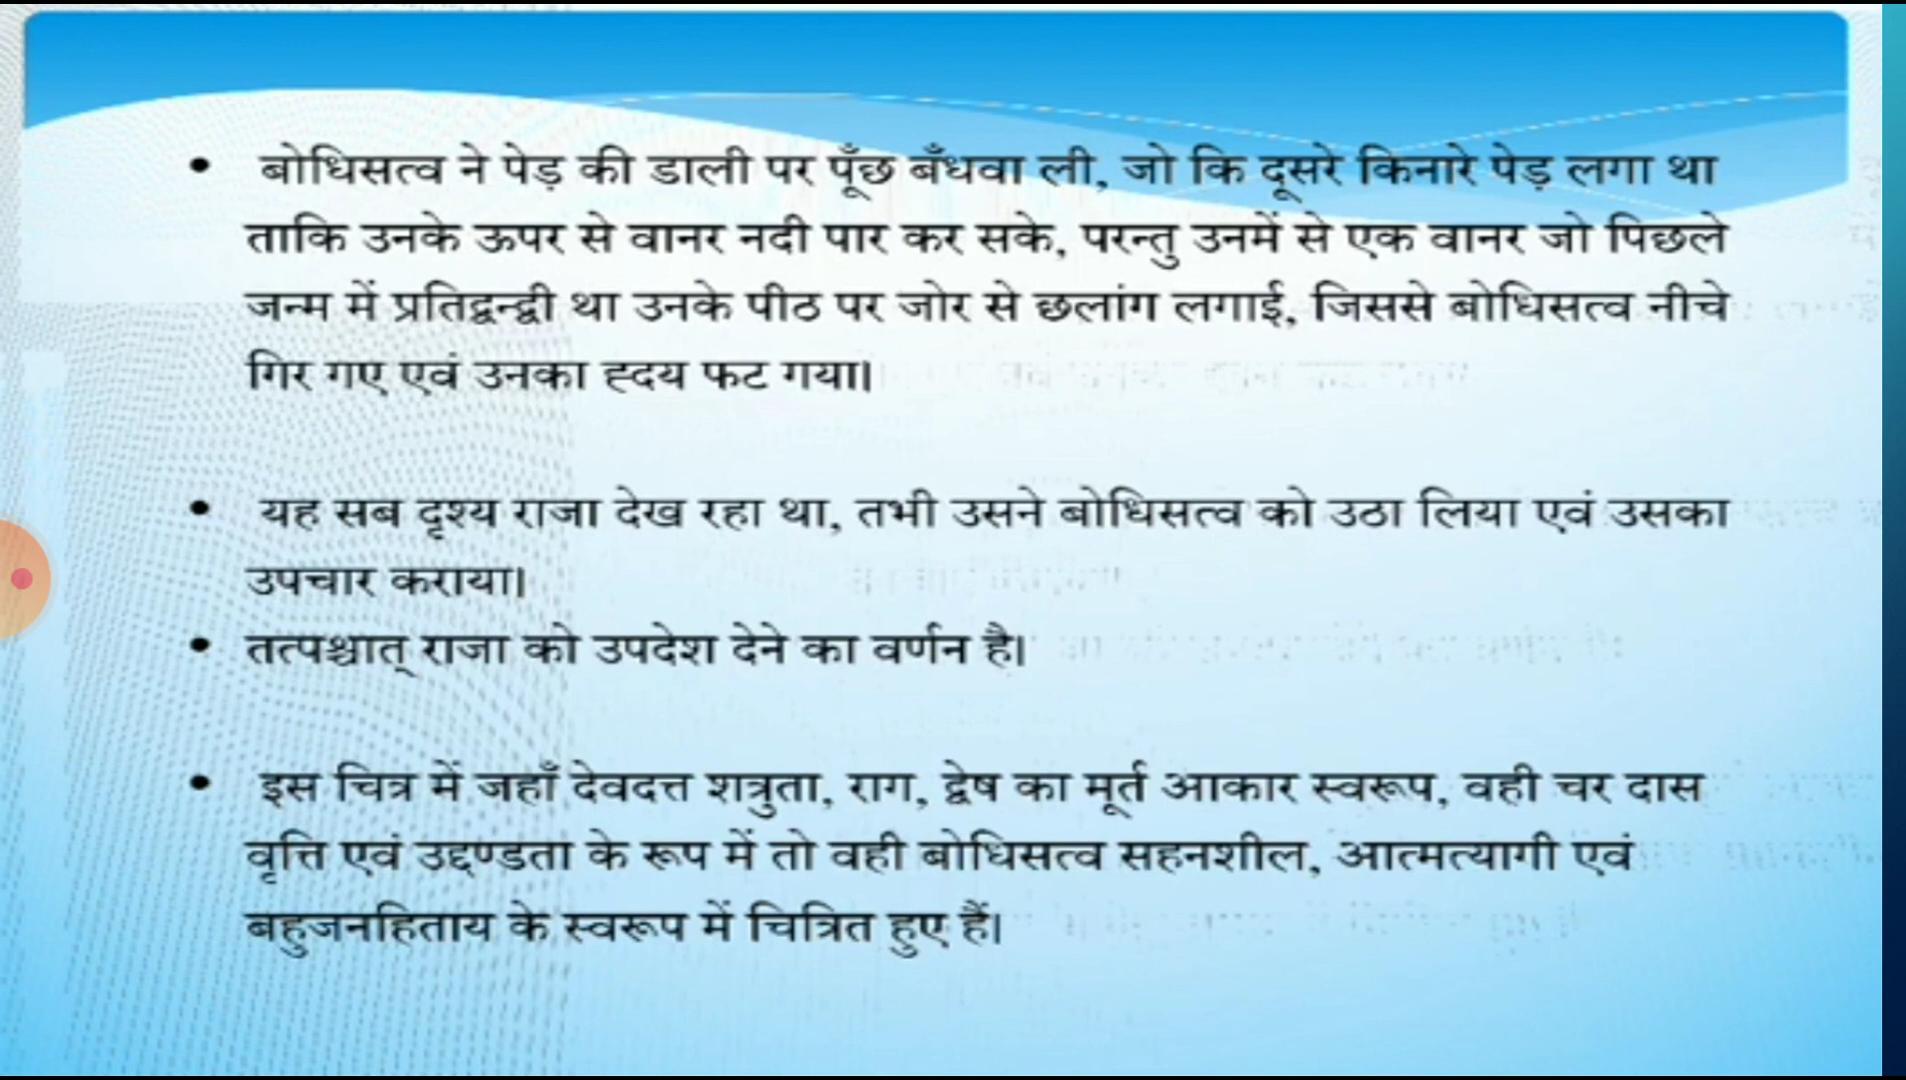 • बोधिसत्व ने पेड़ की डाली पर पूँछ बँधवा ली, जो कि दूसरे किनारे पेड़ लगा था
ताकि उनके ऊपर से वानर नदी पार कर सके, परन्तु उनमें से एक वानर जो पिछले
जन्म में प्रतिद्वन्द्वी था उनके पीठ पर जोर से छलांग लगाई, जिससे बोधिसत्व नीचे
गिर गए एवं उनका ह्दय फट गया।
• यह सब दृश्य राजा देख रहा था, तभी उसने बोधिसत्व को उठा लिया एवं उसका
उपचार कराया।
• तत्पश्चात् राजा को उपदेश देने का वर्णन है।
• इस चित्र में जहाँ देवदत्त शत्रुता, राग, द्वेष का मूर्त आकार स्वरूप, वही चर दास
वृत्ति एवं उद्दण्डता के रूप में तो वही बोधिसत्व सहनशील, आत्मत्यागी एवं
बहुजनहिताय के स्वरूप में चित्रित हुए हैं।